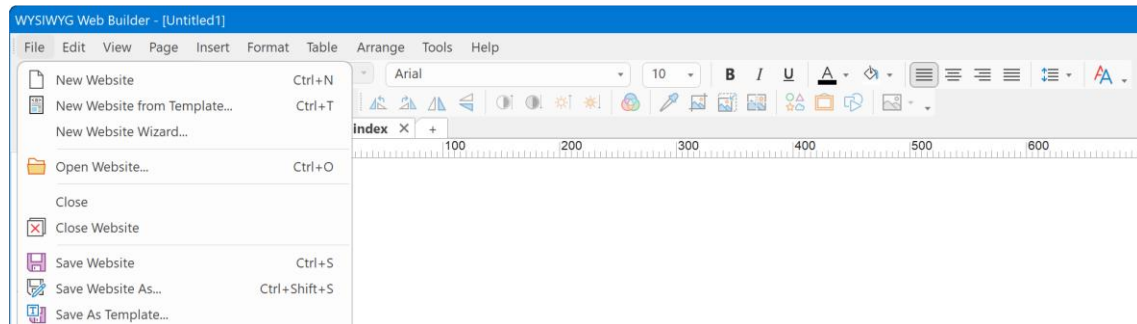 WYSIWYG Web Builder - [Untitled1]
File Edit View Page Insert Format Table Arrange Tools Help
Arial 10 B I U A
index +
100 200 300 400 500 600
New Website Ctrl+N
New Website from Template... Ctrl+T
New Website Wizard...
Open Website... Ctrl+O
Close
Close Website
Save Website Ctrl+S
Save Website As... Ctrl+Shift+S
Save As Template...